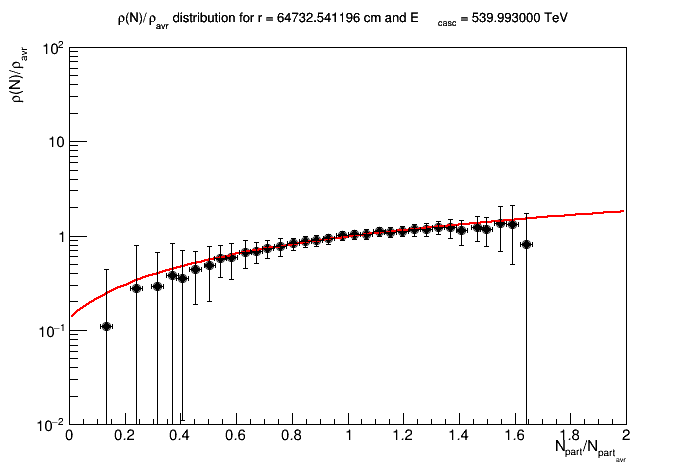 ρ(N)/ρavr distribution for r = 64732.541196 cm and E casc = 539.993000 TeV
ρ(N)/ρavr
10²
10
1
10⁻¹
10⁻²
0 0.2 0.4 0.6 0.8 1 1.2 1.4 1.6 1.8 2
Npart/Npartavr